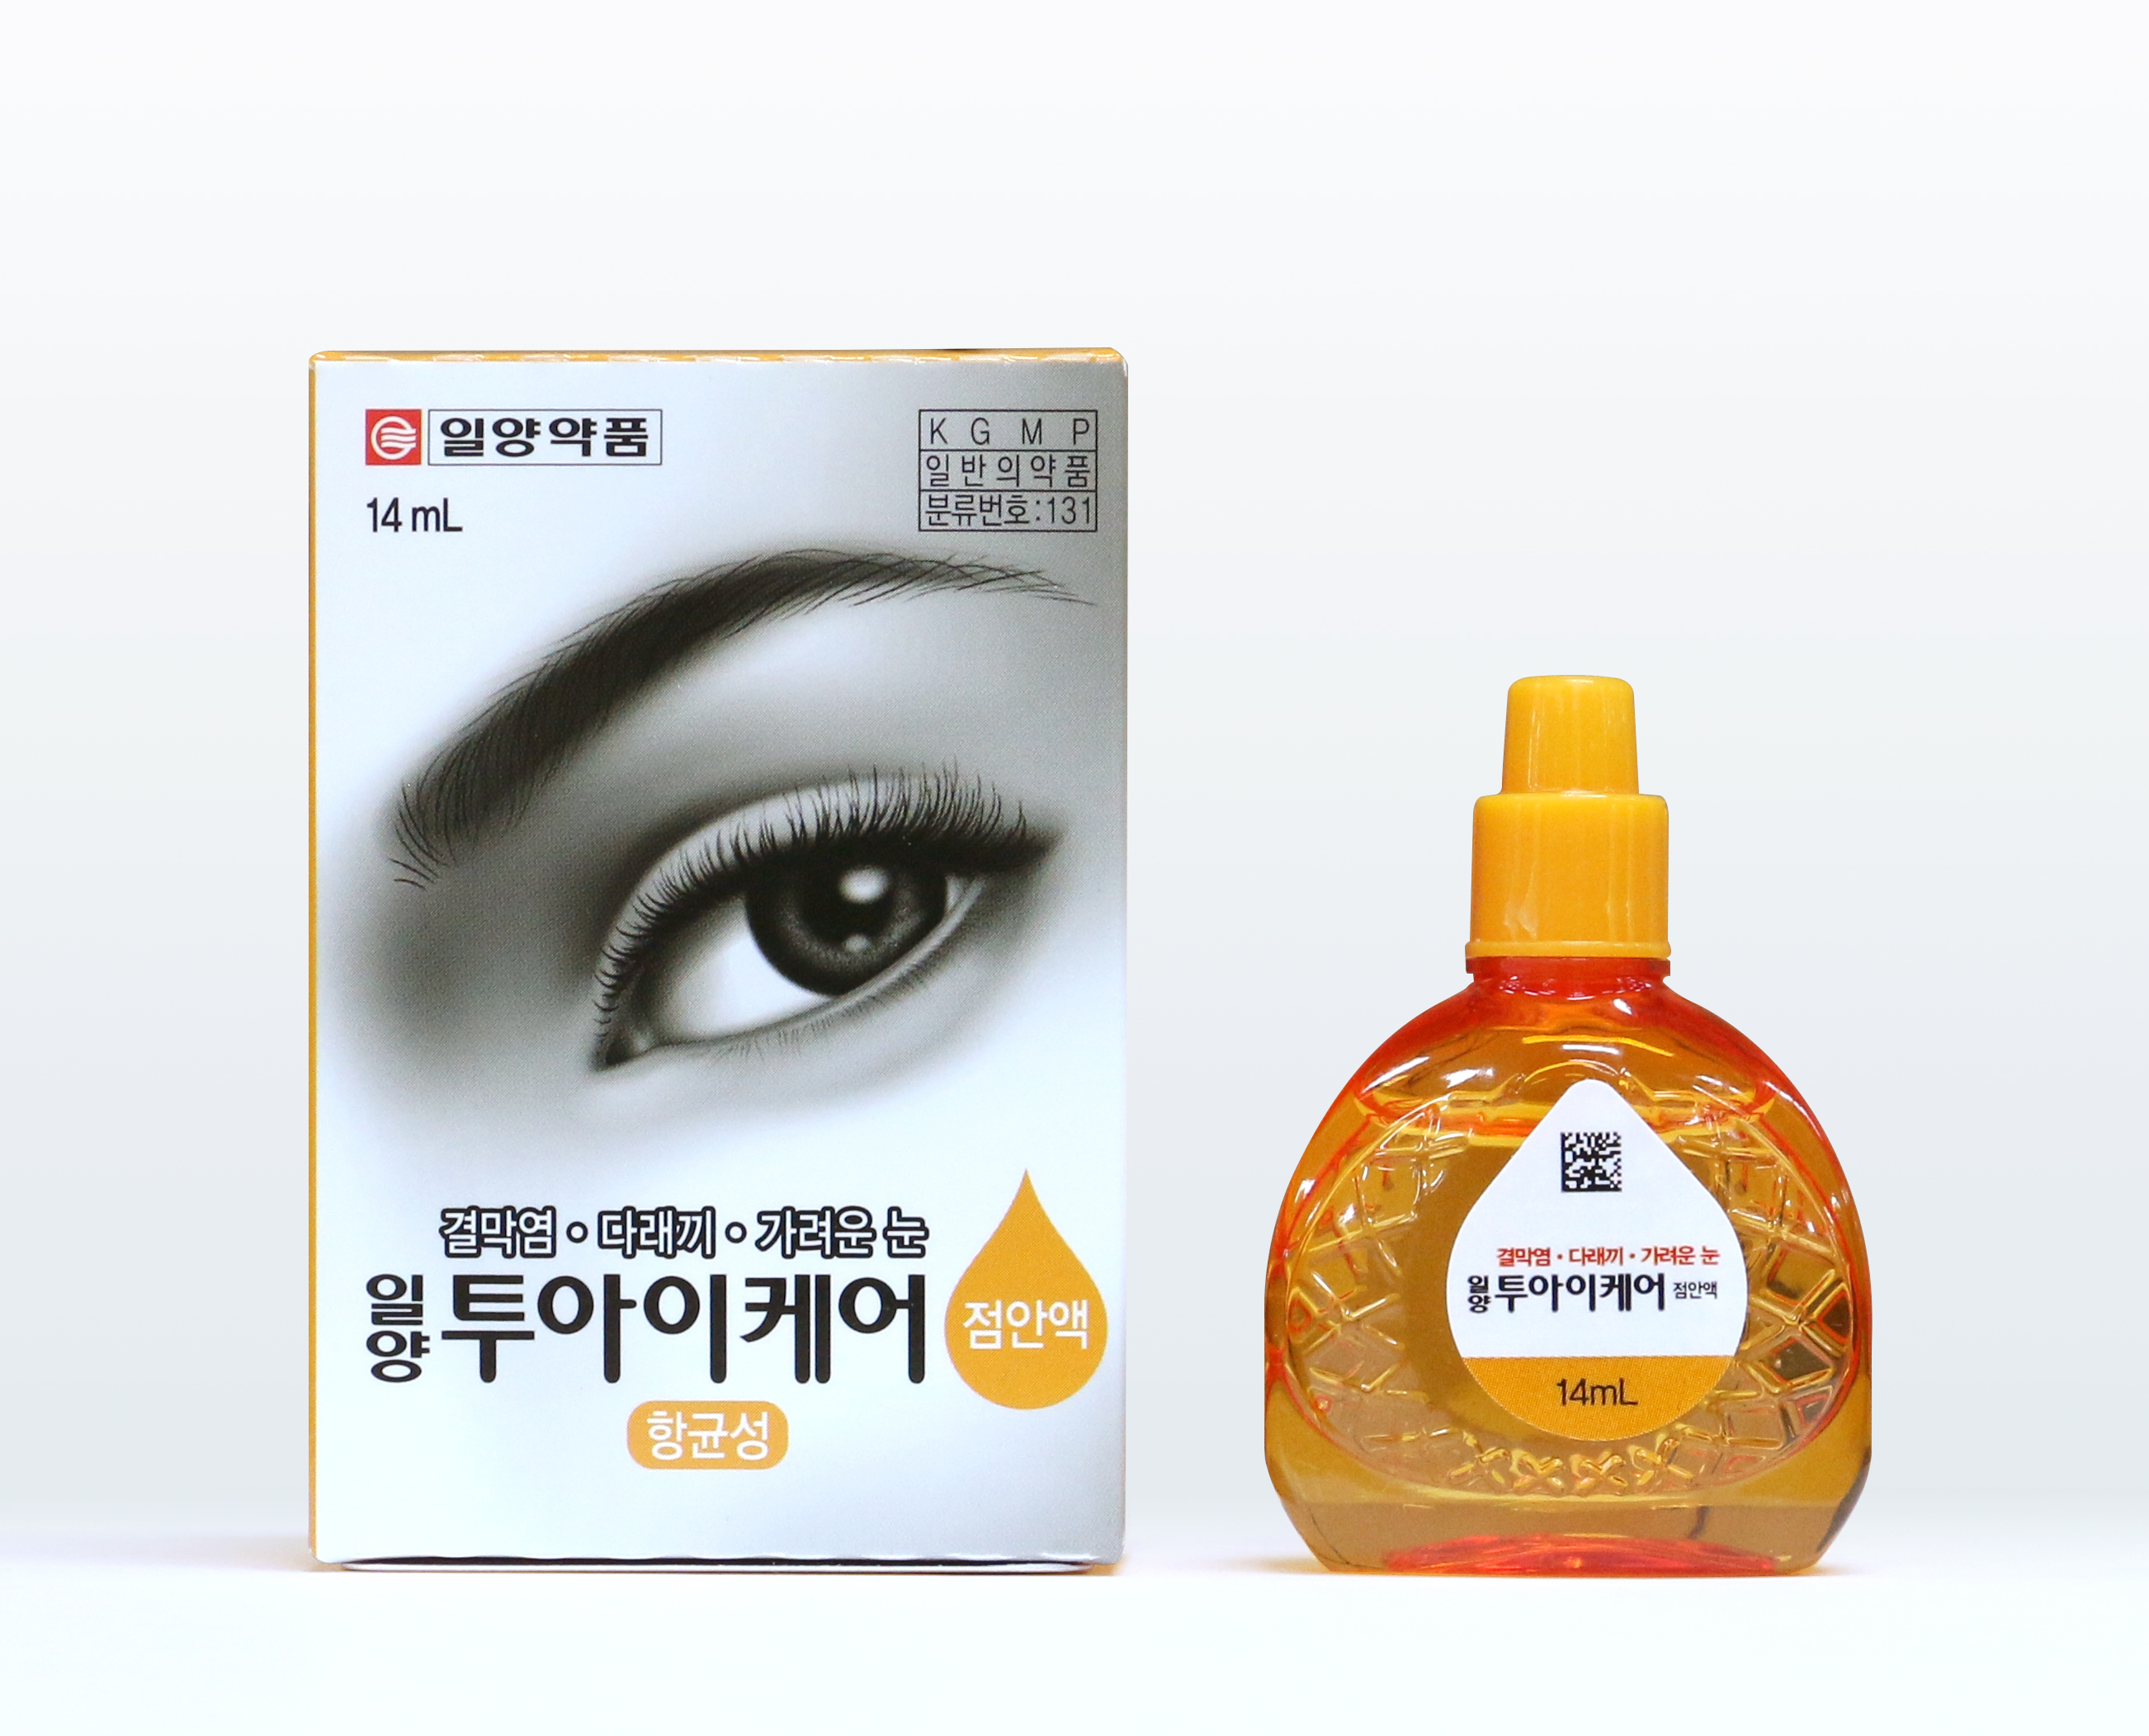 일양약품
14 mL
KGMP
일반의약품
분류번호:131
결막염 • 다래끼 • 가려운 눈
일양 투아이케어 점안액
항균성
결막염 • 다래끼 • 가려운 눈
일양 투아이케어 점안액
14mL